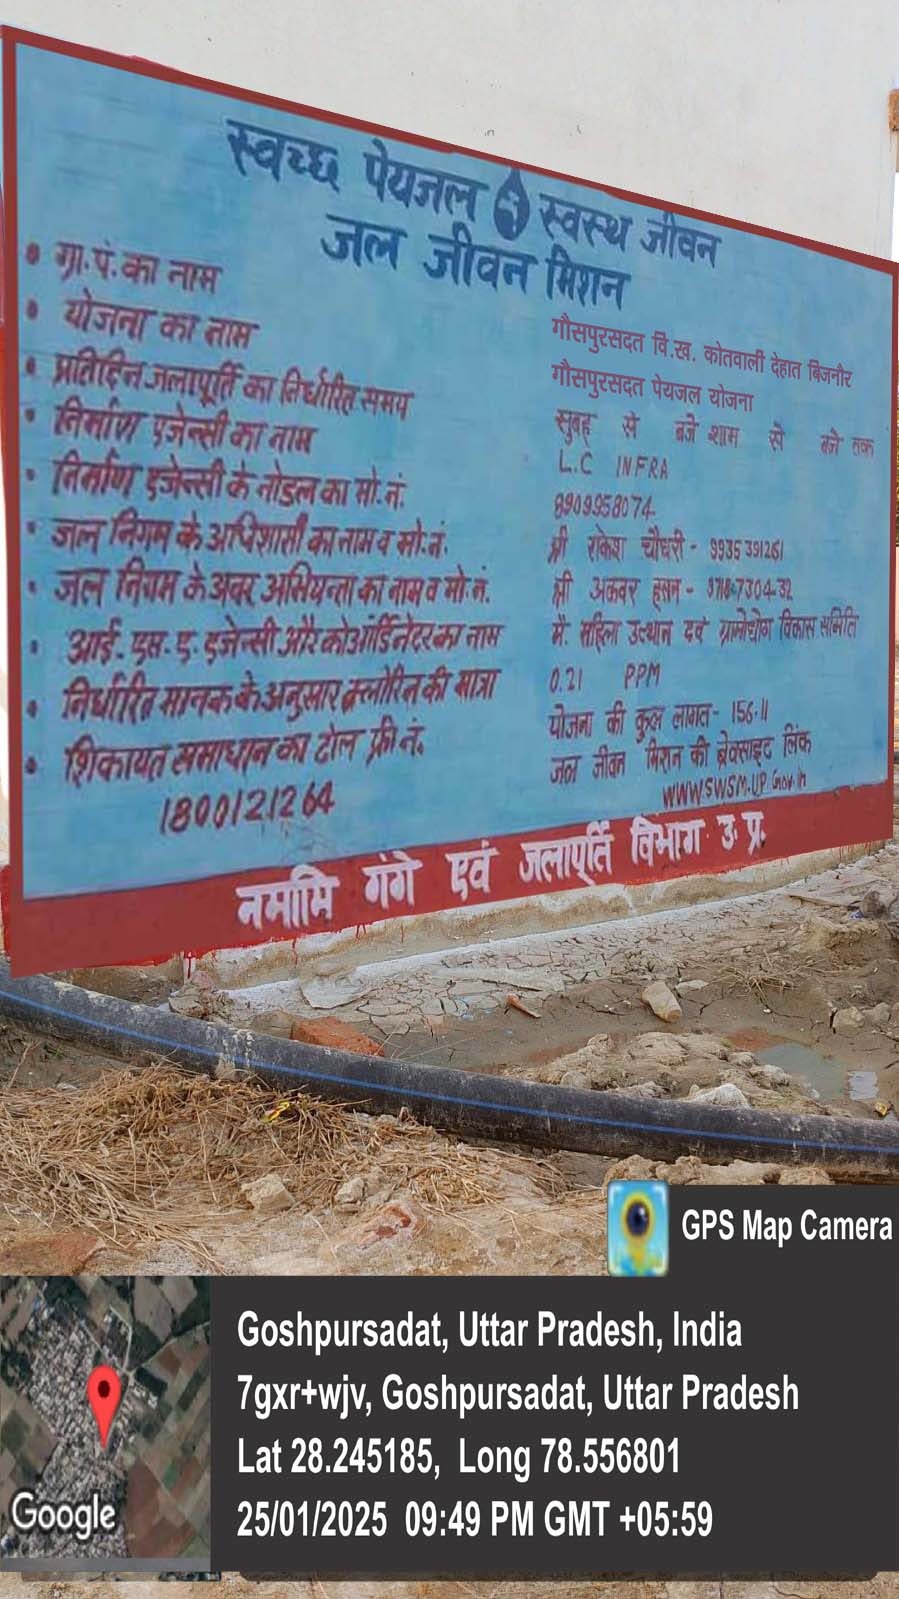 स्वच्छ पेयजल स्वस्थ जीवन
जल जीवन मिशन
• ग्रा.पं.का नाम
गौसपुरसदत वि.ख. कोतवाली देहात बिजनौर
• योजना का नाम
गौसपुरसदत पेयजल योजना
• प्रतिदिन जलापूर्ति का निर्धारित समय
सुबह से बजे शाम से बजे तक
• निर्माण एजेन्सी का नाम
L.C INFRA
• निर्माण एजेन्सी के नोडल का मो.नं.
8909958074
• जल निगम के अधिशासी का नाम व मो.नं.
श्री राकेश चौधरी - 9935391261
• जल निगम के अवर अभियन्ता का नाम व मो.नं.
श्री अकबर हसन -
• आई. एस. ए. एजेन्सी और कोऑर्डिनेटर का नाम
मै. महिला उत्थान एवं ग्रामोद्योग विकास समिति
• निर्धारित मानक के अनुसार क्लोरिन की मात्रा
0.21 PPM
• शिकायत समाधान का टोल फ्री नं.
1800121264
योजना की कुल लागत - 156.11
जल जीवन मिशन की बेवसाइट लिंक
WWW.SWSM.UP.Gov.In
नमामि गंगे एवं जलापूर्ति विभाग उ.प्र.
GPS Map Camera
Google
Goshpursadat, Uttar Pradesh, India
7gxr+wjv, Goshpursadat, Uttar Pradesh
Lat 28.245185, Long 78.556801
25/01/2025 09:49 PM GMT +05:59